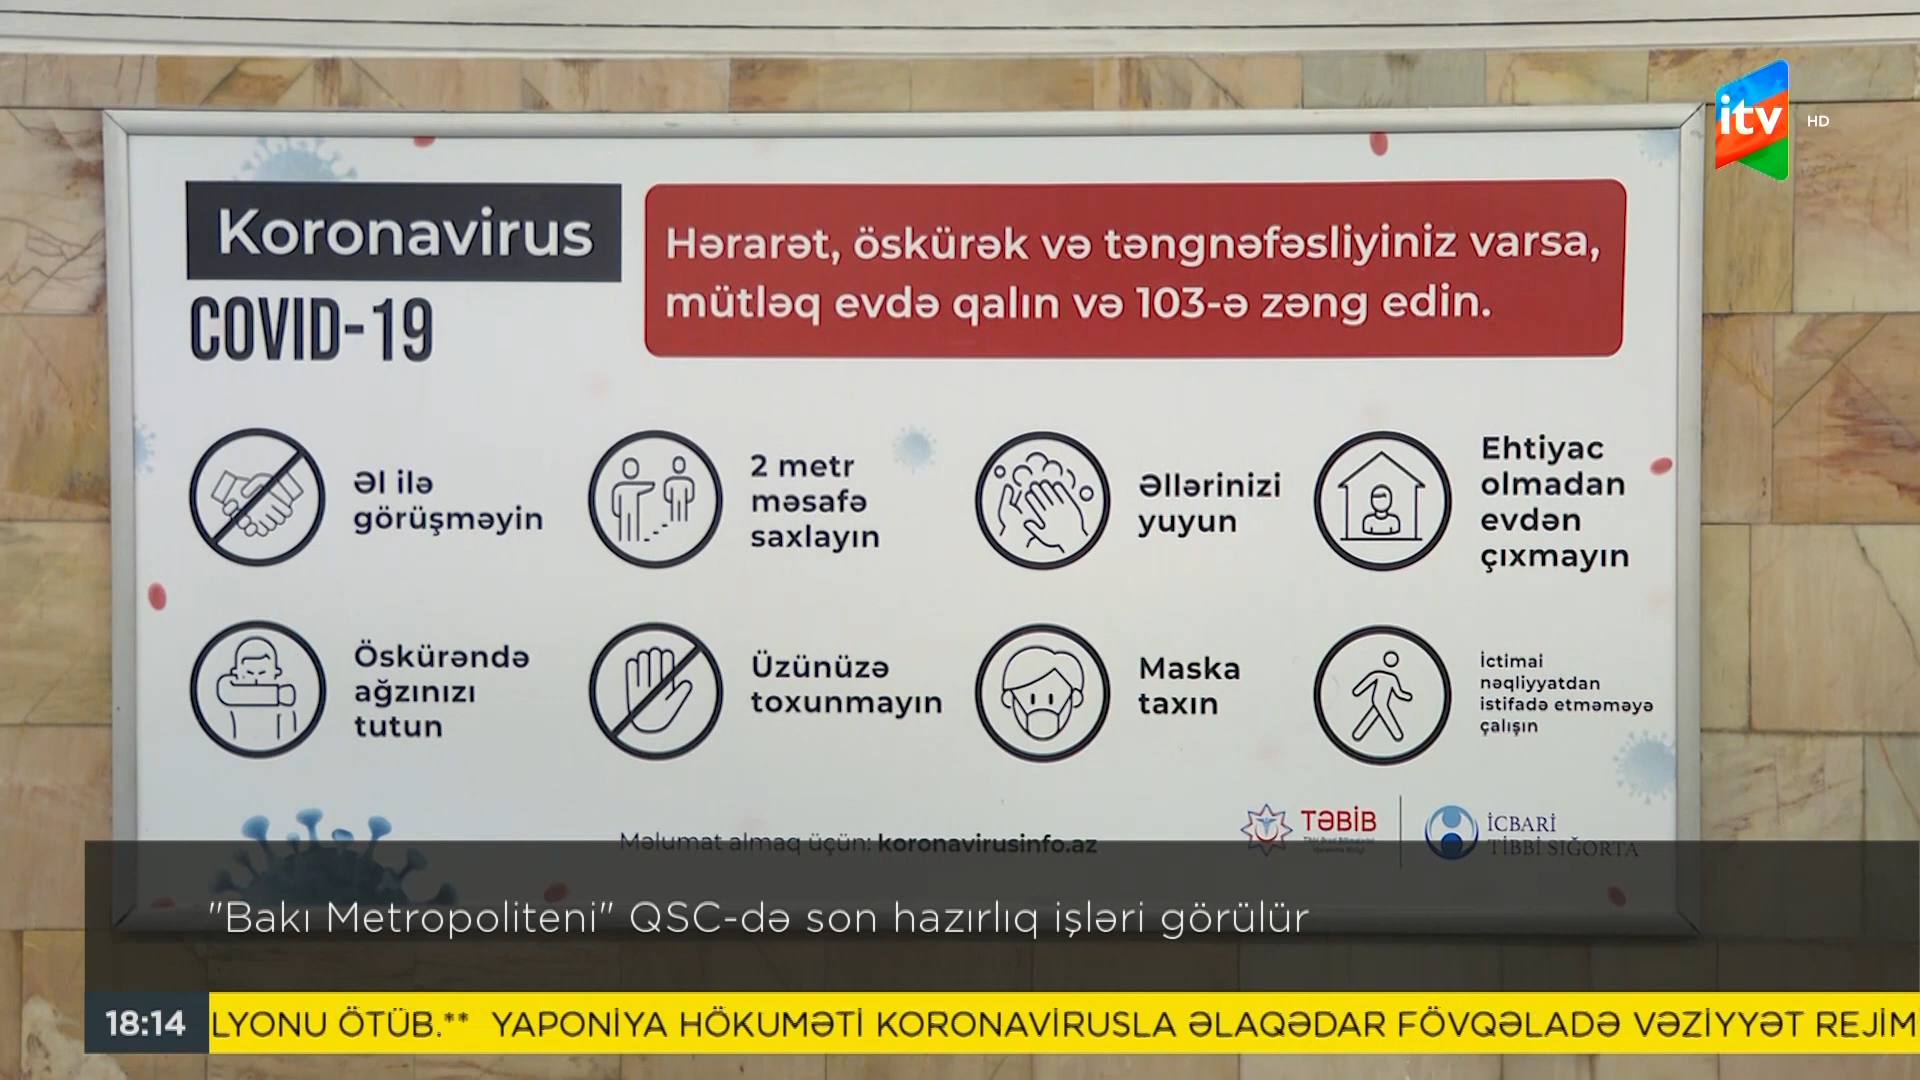 itv HD
Koronavirus
COVID-19
Hərarət, öskürək və təngnəfəsliyiniz varsa,
mütləq evdə qalın və 103-ə zəng edin.
Əl ilə
görüşməyin
2 metr
məsafə
saxlayın
Əllərinizi
yuyun
Ehtiyac
olmadan
evdən
çıxmayın
Öskürəndə
ağzınızı
tutun
Üzünüzə
toxunmayın
Maska
taxın
İctimai
nəqliyyatdan
istifadə etməməyə
çalışın
Məlumat almaq üçün: koronavirusinfo.az
TƏBİB
İCBARİ
TİBBİ SIĞORTA
"Bakı Metropoliteni" QSC-də son hazırlıq işləri görülür
18:14
LYONU ÖTÜB.** YAPONİYA HÖKUMƏTİ KORONAVİRUSLA ƏLAQƏDAR FÖVQƏLADƏ VƏZİYYƏT REJİM